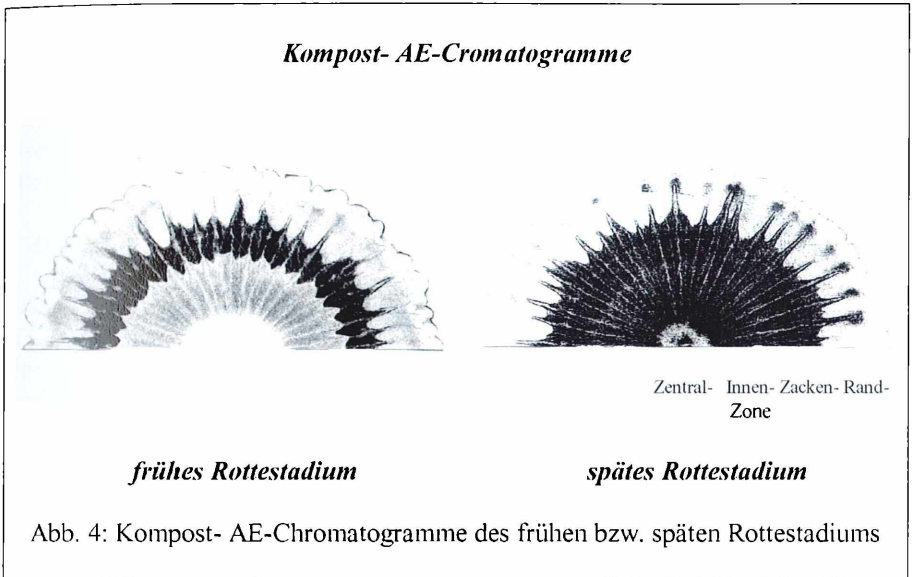 Kompost- AE-Cromatogramme
Zentral- Innen- Zacken- Rand-
Zone
frühes Rottestadium
spätes Rottestadium
Abb. 4: Kompost- AE-Chromatogramme des frühen bzw. späten Rottestadiums